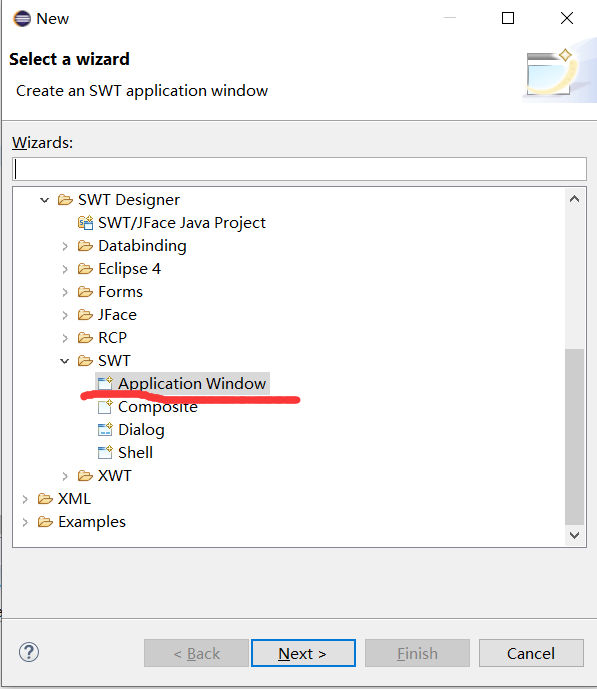 New
Select a wizard
Create an SWT application window
Wizards:
SWT Designer
SWT/JFace Java Project
Databinding
Eclipse 4
Forms
JFace
RCP
SWT
Application Window
Composite
Dialog
Shell
XWT
XML
Examples
? < Back Next > Finish Cancel